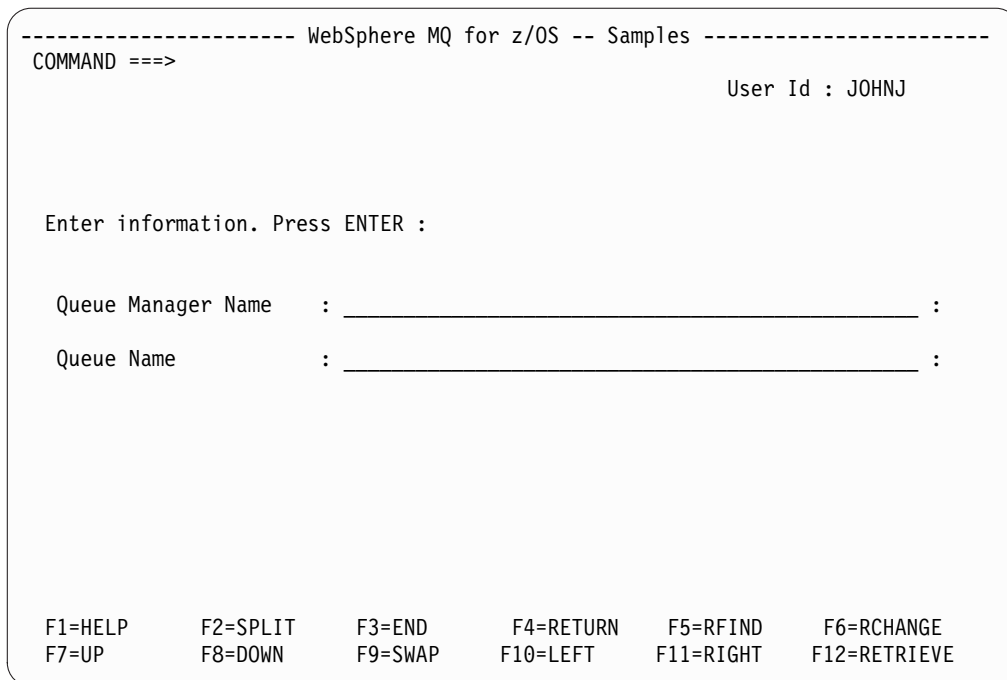 ----------------------- WebSphere MQ for z/OS -- Samples ------------------------
COMMAND ===>
User Id : JOHNJ
Enter information. Press ENTER :
Queue Manager Name : ________________________________________________ :
Queue Name : ________________________________________________ :
F1=HELP F2=SPLIT F3=END F4=RETURN F5=RFIND F6=RCHANGE
F7=UP F8=DOWN F9=SWAP F10=LEFT F11=RIGHT F12=RETRIEVE